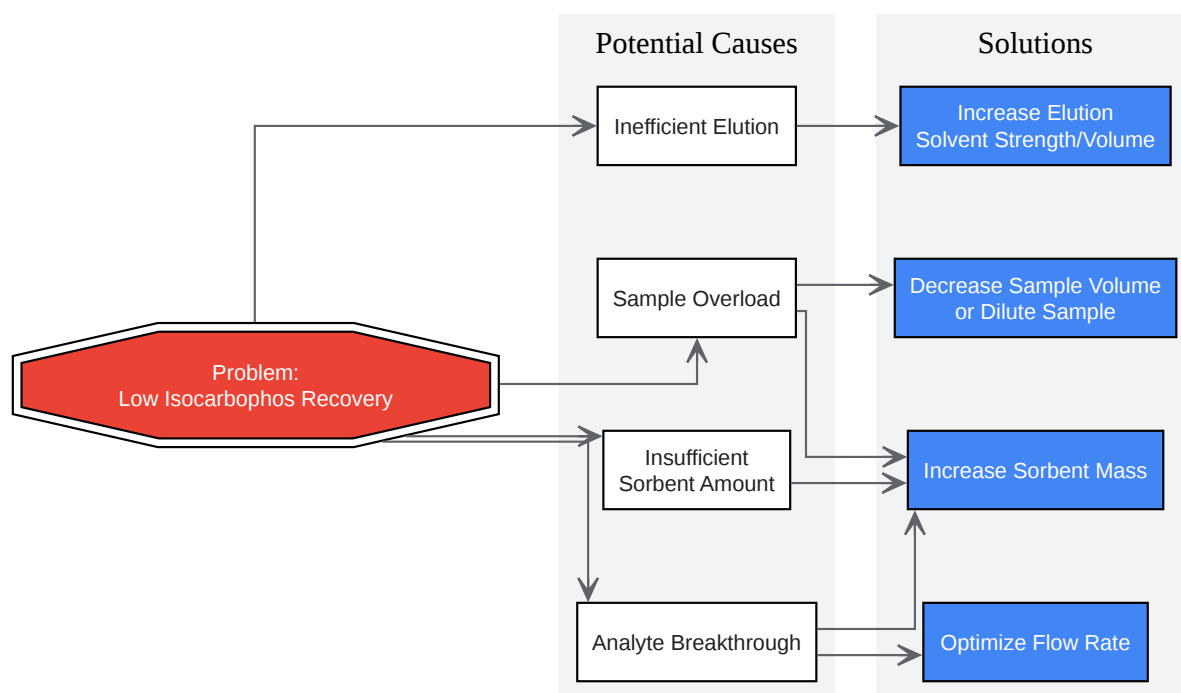 Potential Causes
Solutions
Inefficient Elution
Increase Elution
Solvent Strength/Volume
Sample Overload
Decrease Sample Volume
or Dilute Sample
Problem:
Low Isocarbophos Recovery
Insufficient
Sorbent Amount
Increase Sorbent Mass
Analyte Breakthrough
Optimize Flow Rate